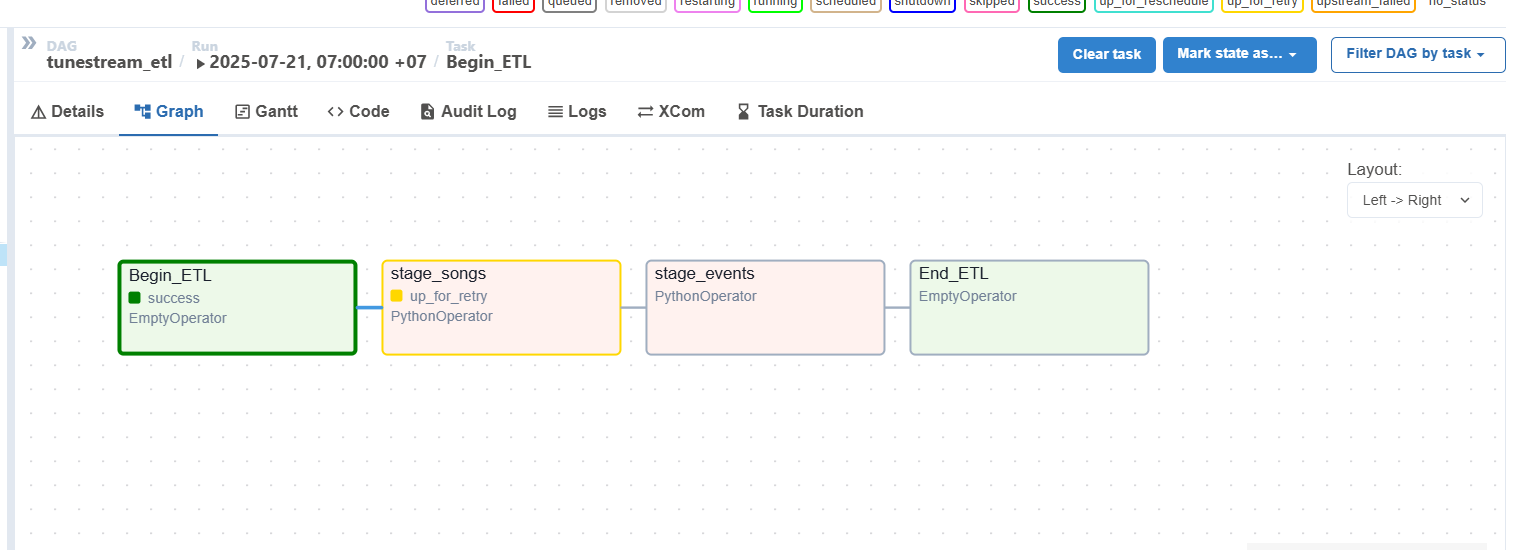 deferred failed queued removed restarting running scheduled shutdown skipped success up_for_reschedule up_for_retry upstream_failed no_status
DAG Run Task
tunestream_etl / 2025-07-21, 07:00:00 +07 / Begin_ETL
Clear task Mark state as... Filter DAG by task
Details Graph Gantt Code Audit Log Logs XCom Task Duration
Layout:
Left -> Right
Begin_ETL
success
EmptyOperator
stage_songs
up_for_retry
PythonOperator
stage_events
PythonOperator
End_ETL
EmptyOperator